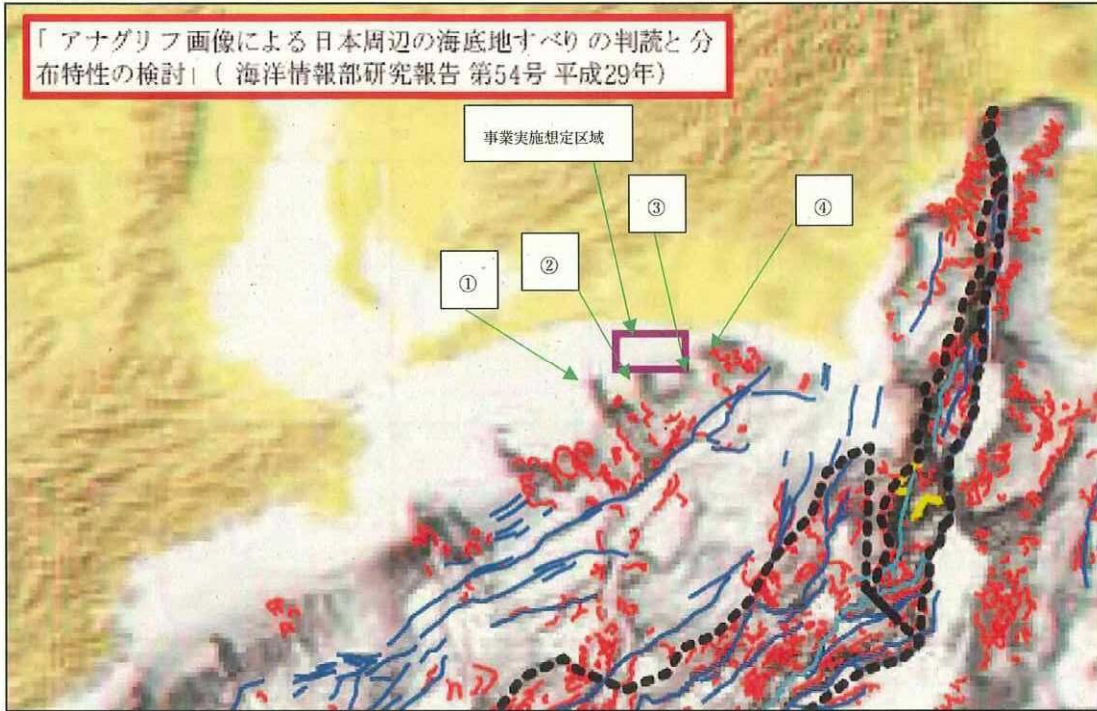 「アナグリフ画像による日本周辺の海底地すべりの判読と分
布特性の検討」(海洋情報部研究報告 第54号 平成29年)
事業実施想定区域
③
④
②
①